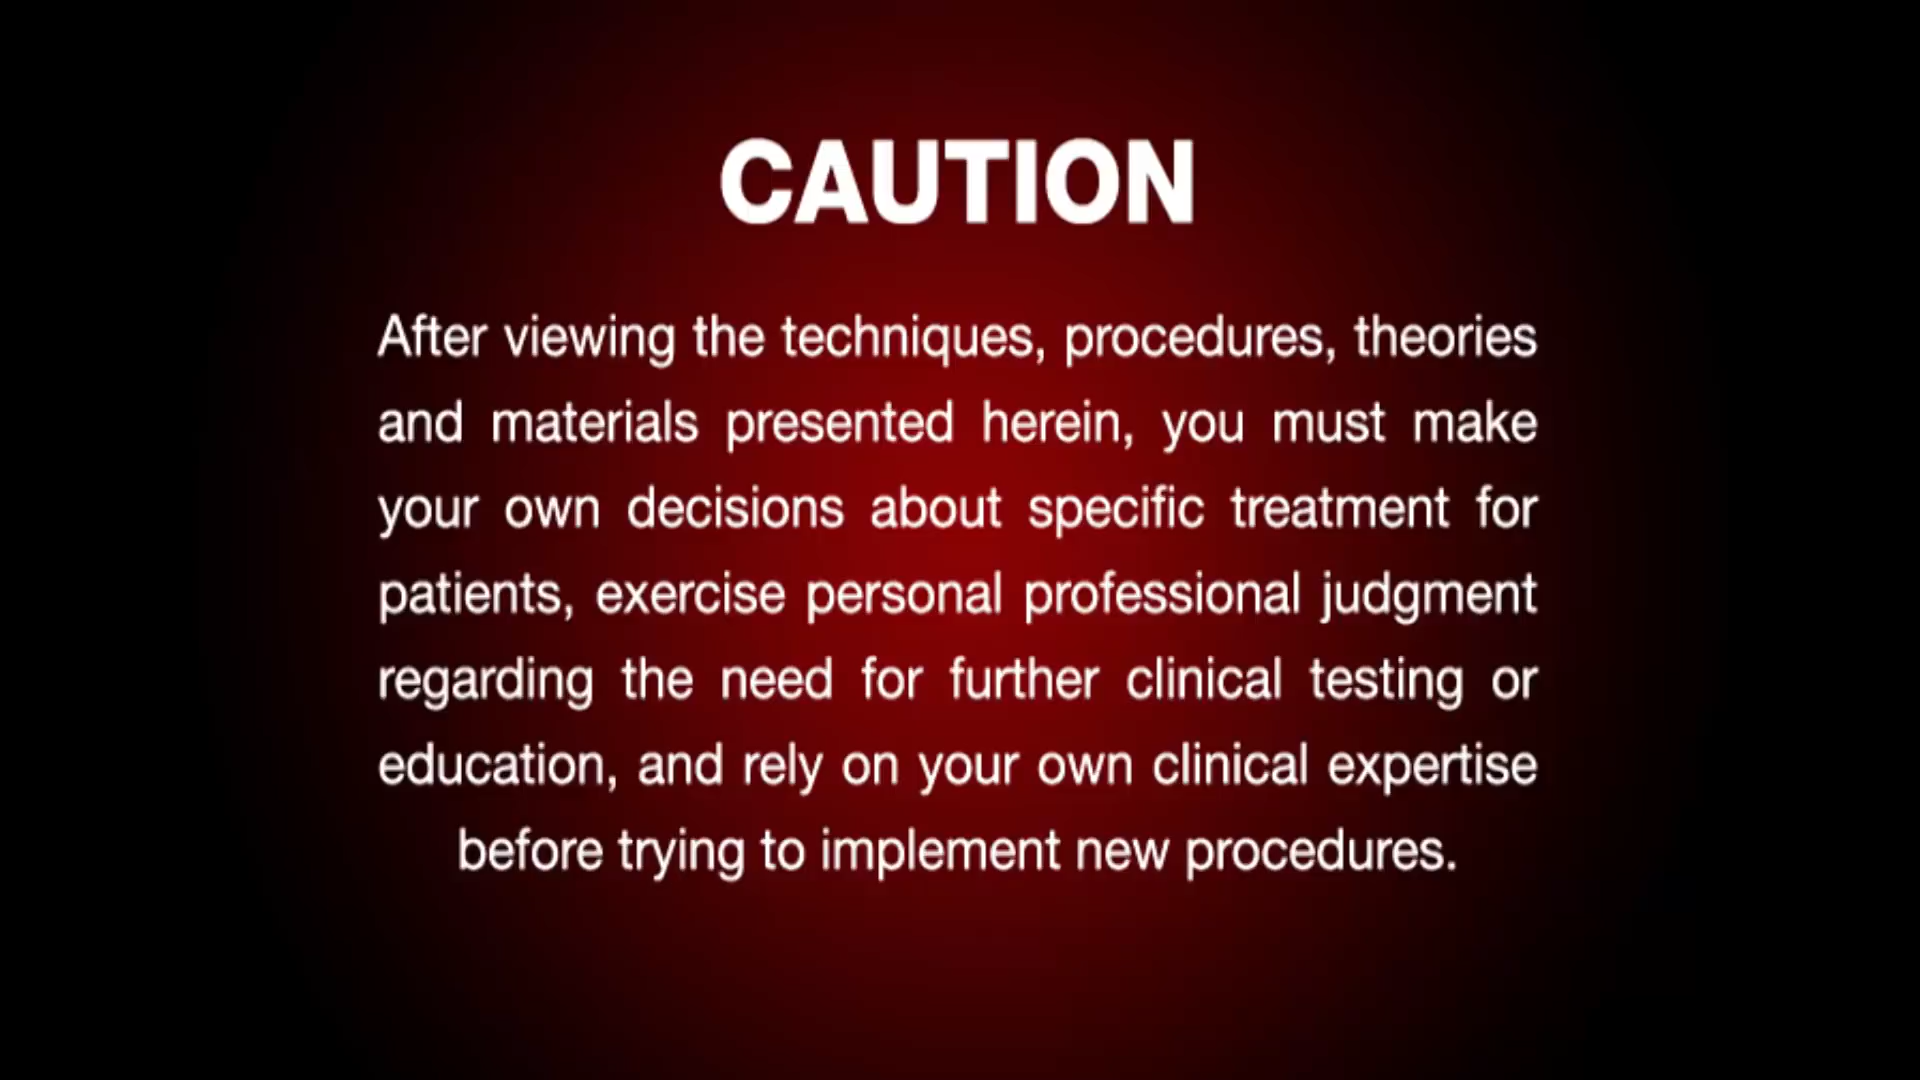 CAUTION
After viewing the techniques, procedures, theories
and materials presented herein, you must make
your own decisions about specific treatment for
patients, exercise personal professional judgment
regarding the need for further clinical testing or
education, and rely on your own clinical expertise
before trying to implement new procedures.